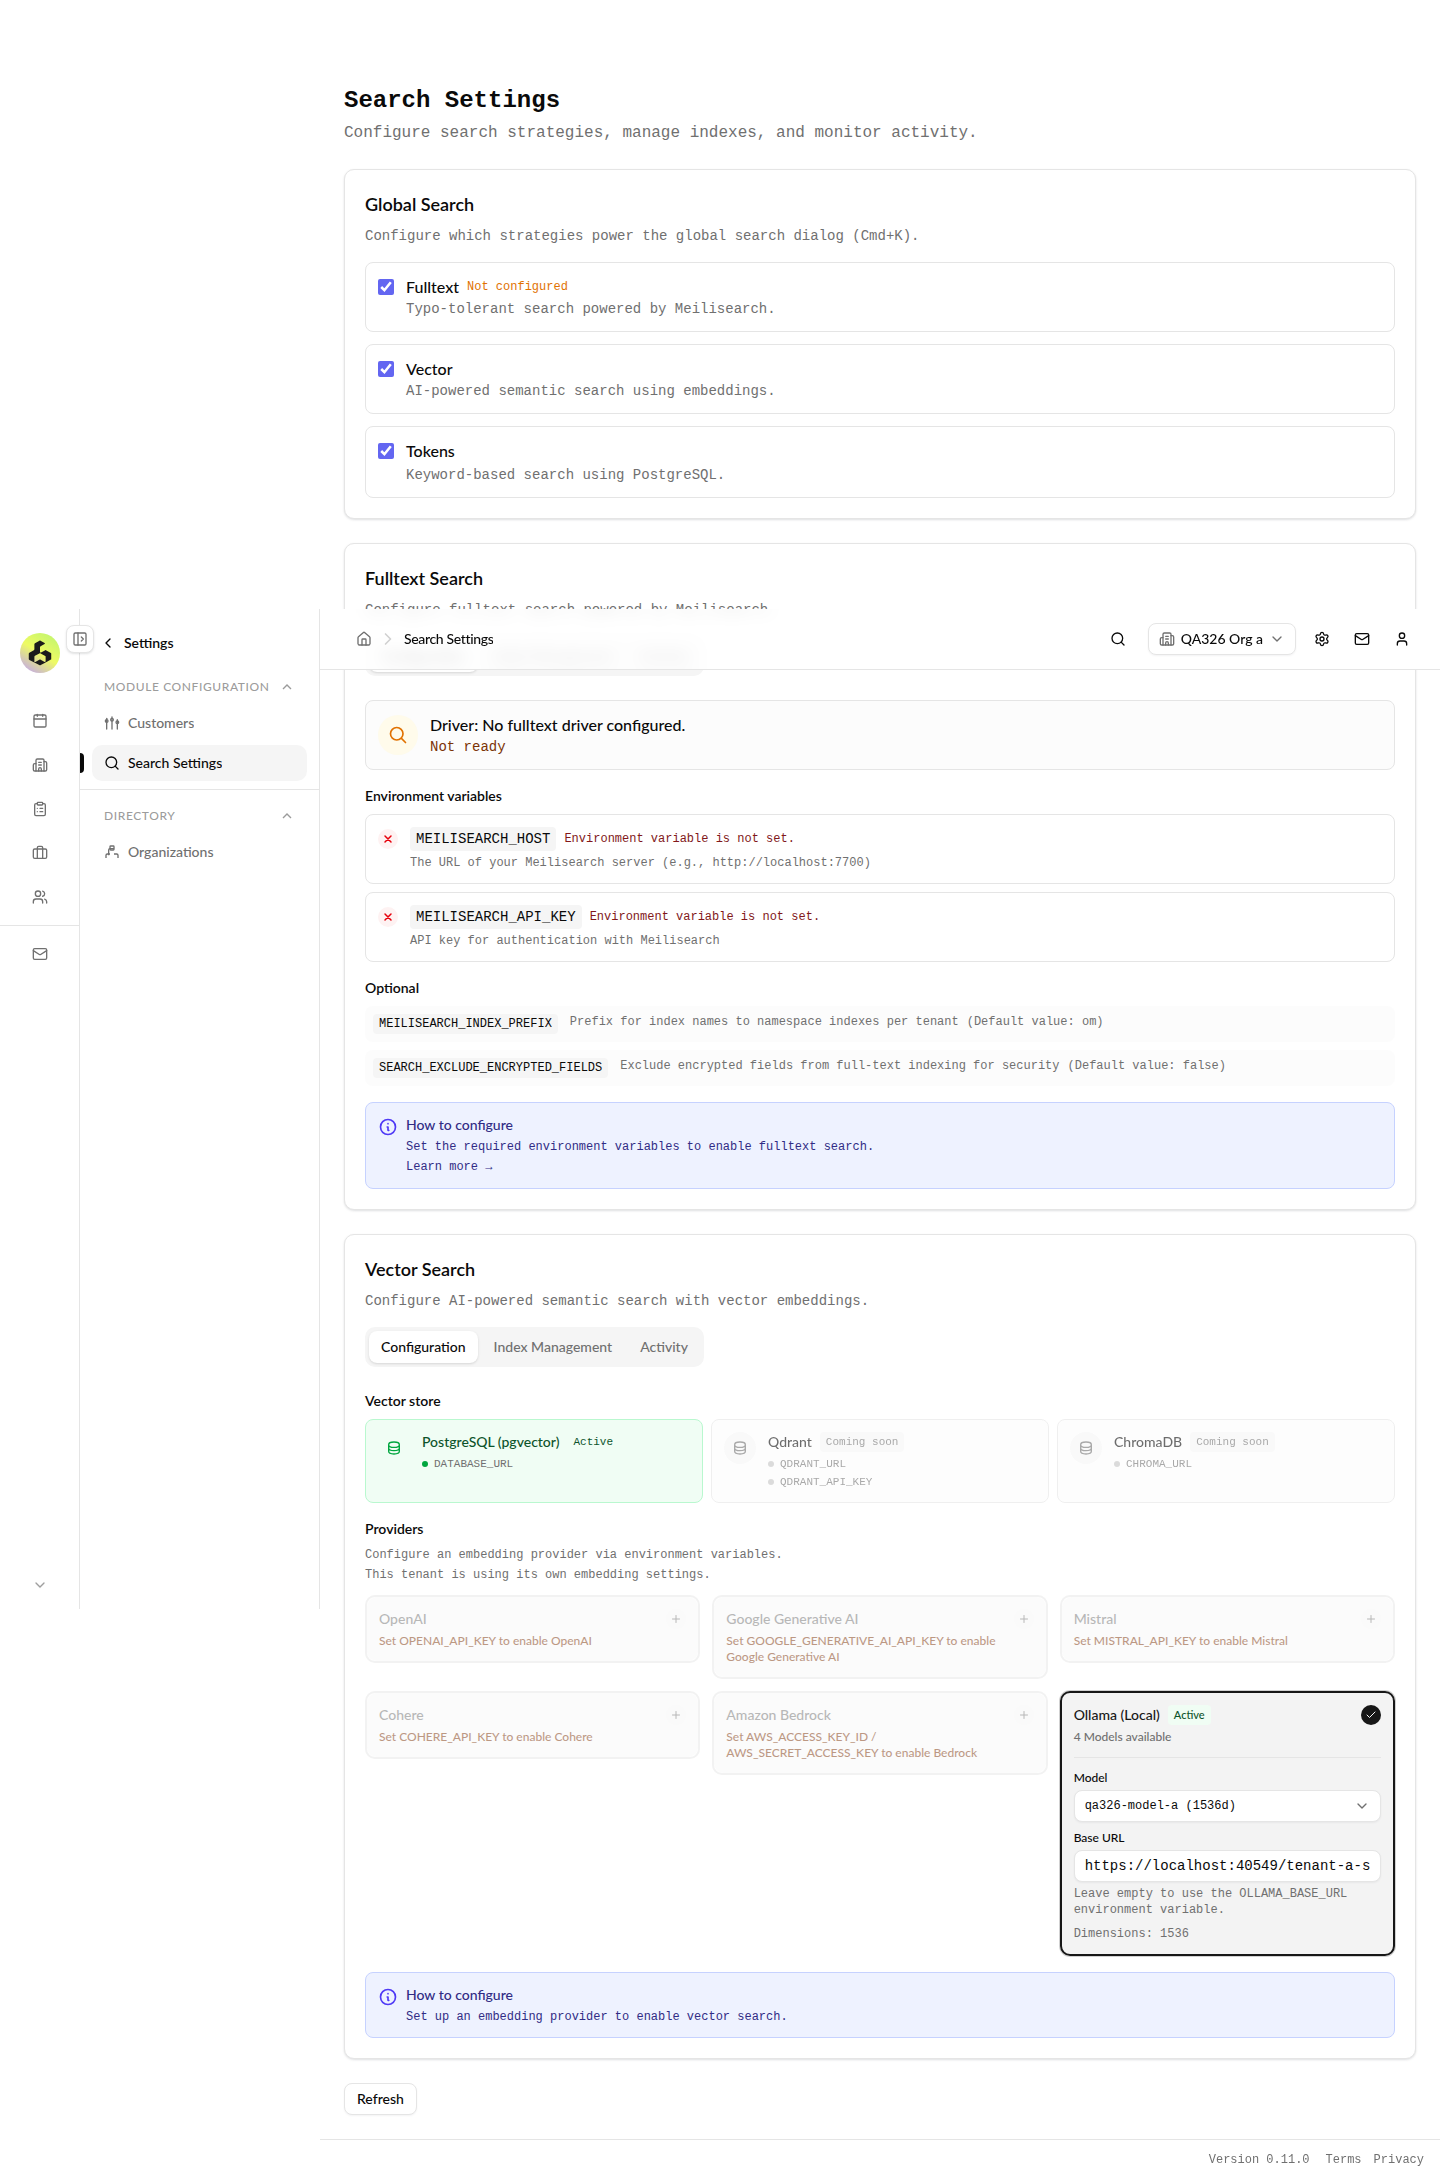 Search Settings
Configure search strategies, manage indexes, and monitor activity.
Global Search
Configure which strategies power the global search dialog (Cmd+K).
Fulltext Not configured
Typo-tolerant search powered by Meilisearch.
Vector
AI-powered semantic search using embeddings.
Tokens
Keyword-based search using PostgreSQL.
Fulltext Search
Configure fulltext search powered by Meilisearch
Settings
Search Settings
QA326 Org a
MODULE CONFIGURATION
Customers
Search Settings
DIRECTORY
Organizations
Driver: No fulltext driver configured.
Not ready
Environment variables
MEILISEARCH_HOST Environment variable is not set.
The URL of your Meilisearch server (e.g., http://localhost:7700)
MEILISEARCH_API_KEY Environment variable is not set.
API key for authentication with Meilisearch
Optional
MEILISEARCH_INDEX_PREFIX Prefix for index names to namespace indexes per tenant (Default value: om)
SEARCH_EXCLUDE_ENCRYPTED_FIELDS Exclude encrypted fields from full-text indexing for security (Default value: false)
How to configure
Set the required environment variables to enable fulltext search.
Learn more →
Vector Search
Configure AI-powered semantic search with vector embeddings.
Configuration Index Management Activity
Vector store
PostgreSQL (pgvector) Active
DATABASE_URL
Qdrant Coming soon
QDRANT_URL
QDRANT_API_KEY
ChromaDB Coming soon
CHROMA_URL
Providers
Configure an embedding provider via environment variables.
This tenant is using its own embedding settings.
OpenAI
Set OPENAI_API_KEY to enable OpenAI
Google Generative AI
Set GOOGLE_GENERATIVE_AI_API_KEY to enable
Google Generative AI
Mistral
Set MISTRAL_API_KEY to enable Mistral
Cohere
Set COHERE_API_KEY to enable Cohere
Amazon Bedrock
Set AWS_ACCESS_KEY_ID /
AWS_SECRET_ACCESS_KEY to enable Bedrock
Ollama (Local) Active
4 Models available
Model
qa326-model-a (1536d)
Base URL
https://localhost:40549/tenant-a-s
Leave empty to use the OLLAMA_BASE_URL
environment variable.
Dimensions: 1536
How to configure
Set up an embedding provider to enable vector search.
Refresh
Version 0.11.0 Terms Privacy